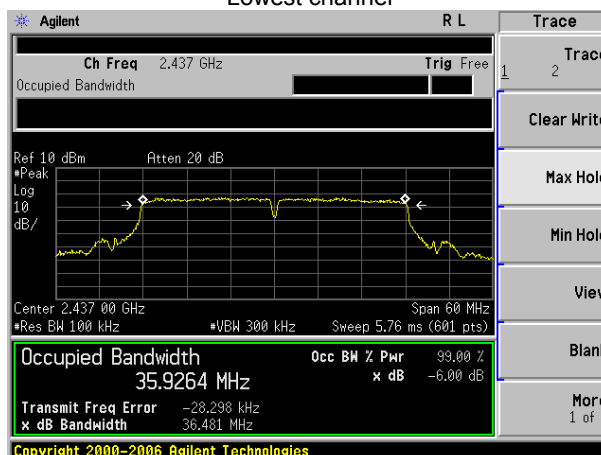 Lowest channel
Agilent R L Trace
Ch Freq 2.437 GHz Trig Free
Occupied Bandwidth
Trace
1 2
Clear Write
Max Hold
Min Hold
View
Blank
More
1 of
Ref 10 dBm Atten 20 dB
#Peak
Log
10
dB/
Center 2.437 00 GHz Span 60 MHz
#Res BW 100 kHz #VBW 300 kHz Sweep 5.76 ms (601 pts)
Occupied Bandwidth Occ BW % Pwr 99.00 %
35.9264 MHz x dB -6.00 dB
Transmit Freq Error -28.298 kHz
x dB Bandwidth 36.481 MHz
Copyright 2000-2006 Agilent Technologies